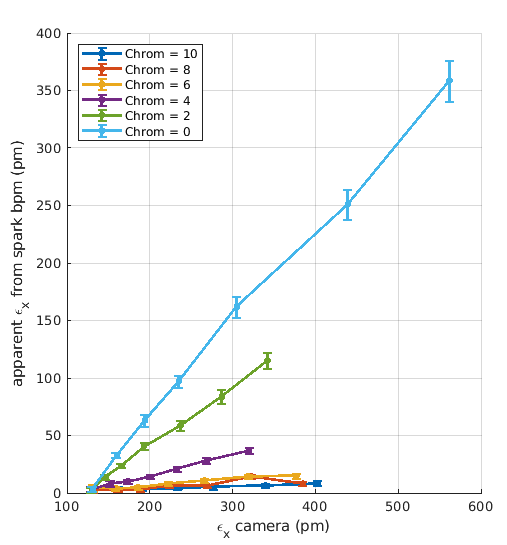 400
350
300
250
200
150
100
50
0
100 200 300 400 500 600
apparent ϵx from spark bpm (pm)
ϵx camera (pm)
Chrom = 10
Chrom = 8
Chrom = 6
Chrom = 4
Chrom = 2
Chrom = 0